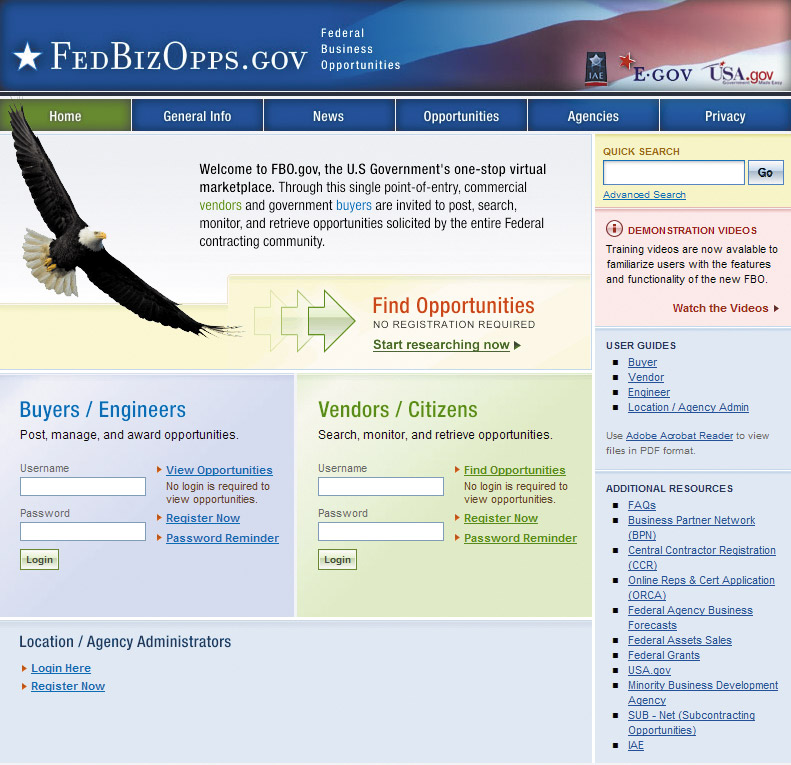 FEDBIZOPPS.GOV
Federal
Business
Opportunities
IAE
E-GOV
USA.gov
Government Made Easy
Home
General Info
News
Opportunities
Agencies
Privacy
Welcome to FBO.gov, the U.S Government's one-stop virtual
marketplace. Through this single point-of-entry, commercial
vendors and government buyers are invited to post, search,
monitor, and retrieve opportunities solicited by the entire Federal
contracting community.
Find Opportunities
NO REGISTRATION REQUIRED
Start researching now
Buyers / Engineers
Post, manage, and award opportunities.
Username
Password
Login
View Opportunities
No login is required to
view opportunities.
Register Now
Password Reminder
Vendors / Citizens
Search, monitor, and retrieve opportunities.
Username
Password
Login
Find Opportunities
No login is required to
view opportunities.
Register Now
Password Reminder
Location / Agency Administrators
Login Here
Register Now
QUICK SEARCH
Go
Advanced Search
DEMONSTRATION VIDEOS
Training videos are now available to
familiarize users with the features
and functionality of the new FBO.
Watch the Videos
USER GUIDES
Buyer
Vendor
Engineer
Location / Agency Admin
Use Adobe Acrobat Reader to view
files in PDF format.
ADDITIONAL RESOURCES
FAQs
Business Partner Network
(BPN)
Central Contractor Registration
(CCR)
Online Reps & Cert Application
(ORCA)
Federal Agency Business
Forecasts
Federal Assets Sales
Federal Grants
USA.gov
Minority Business Development
Agency
SUB - Net (Subcontracting
Opportunities)
IAE